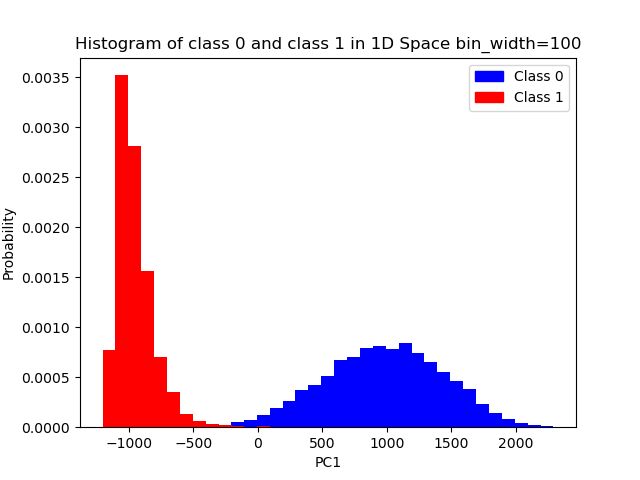 Histogram of class 0 and class 1 in 1D Space bin_width=100
Class 0
Class 1
Probability
0.0035
0.0030
0.0025
0.0020
0.0015
0.0010
0.0005
0.0000
−1000 −500 0 500 1000 1500 2000
PC1